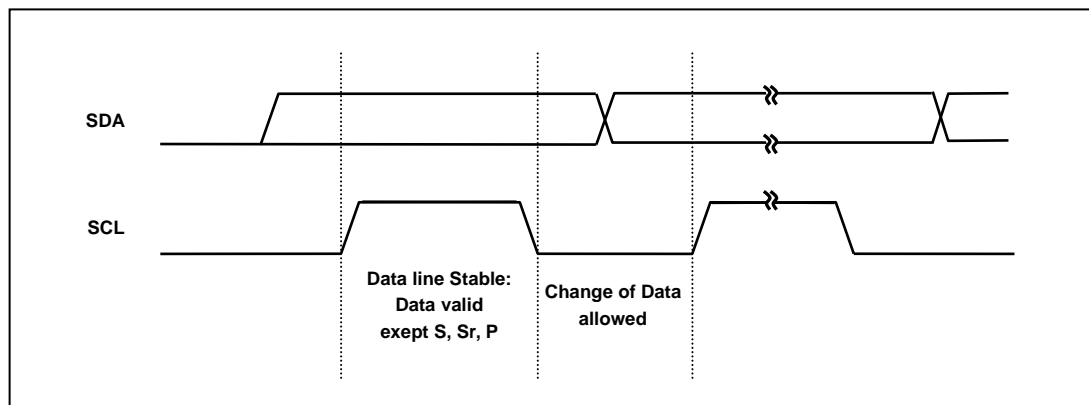 SDA
SCL
Data line Stable:
Data valid
exept S, Sr, P
Change of Data
allowed